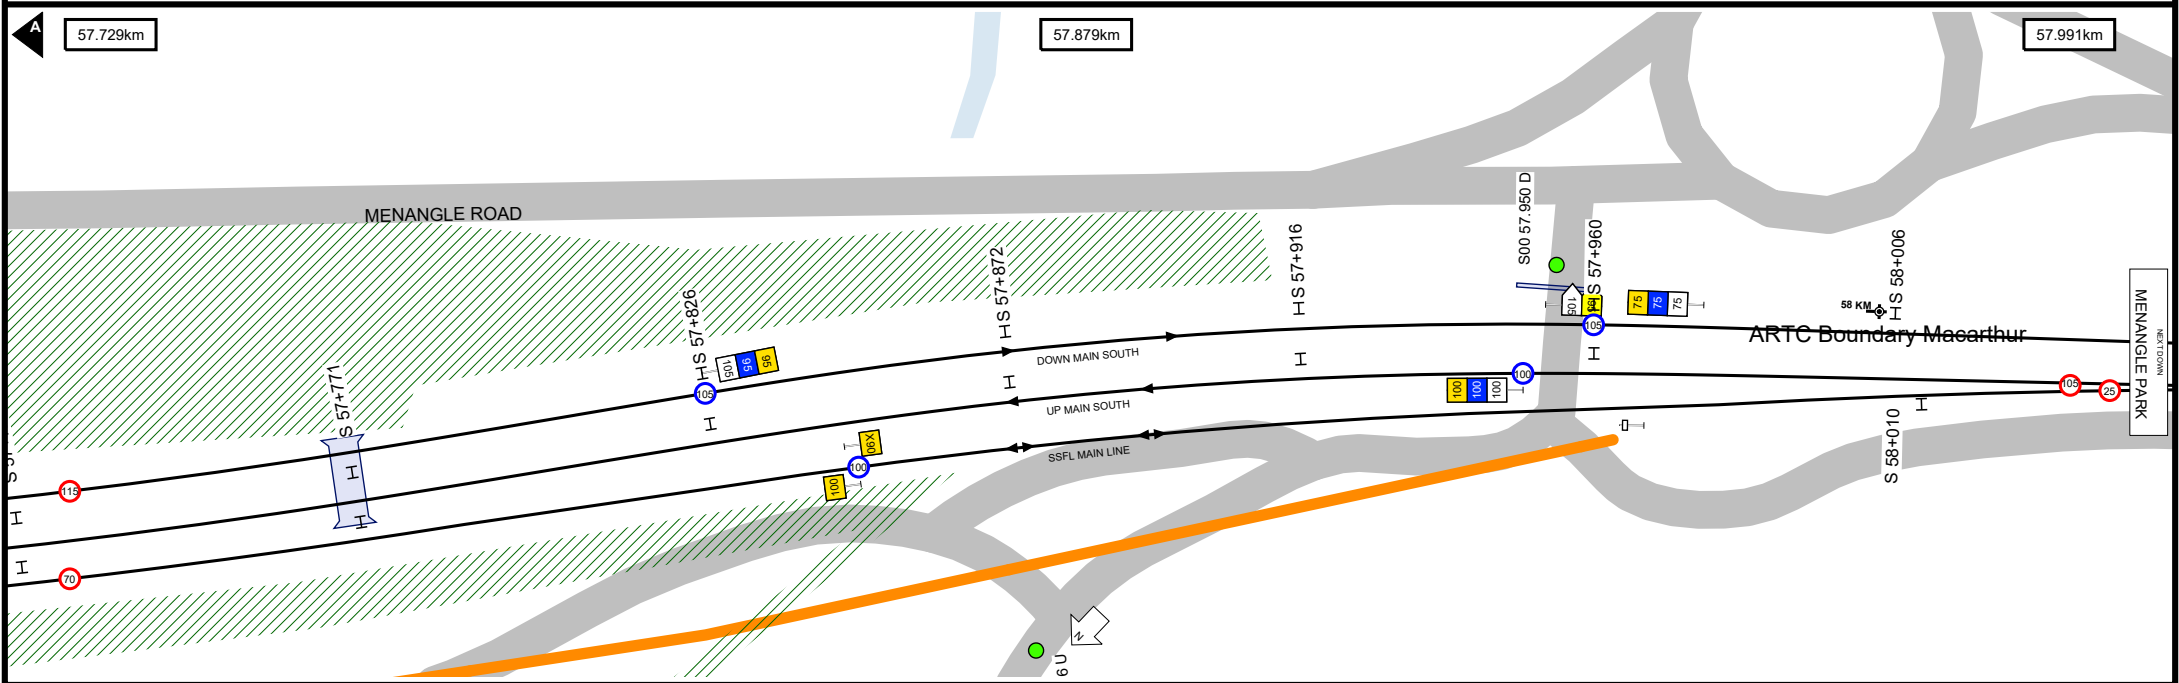 A
57.729km
57.879km
57.991km
MENANGLE ROAD
S00 57.950 D
S 57+960
S 57+916
S 57+872
S 57+826
S 57+771
S 58+006
58 KM
ARTC Boundary Macarthur
NEXT DOWN
MENANGLE PARK
105
95
95
105
75
75
75
105
105
DOWN MAIN SOUTH
100
100
100
100
UP MAIN SOUTH
105
25
X90
100
100
SSFL MAIN LINE
S 58+010
115
70
N
6 U